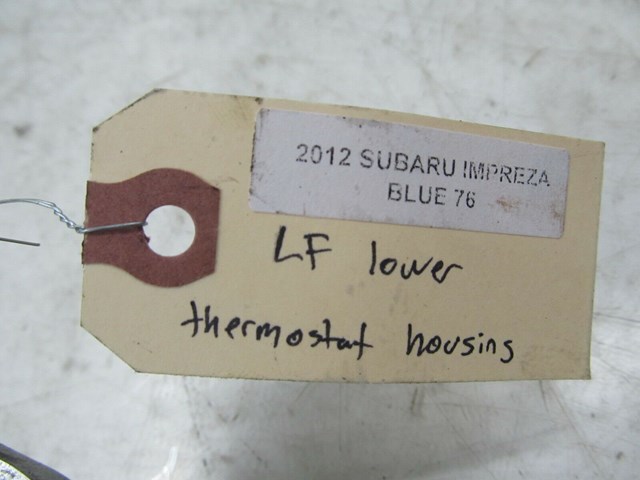 2012 SUBARU IMPREZA
BLUE 76
LF lower
thermostat housing